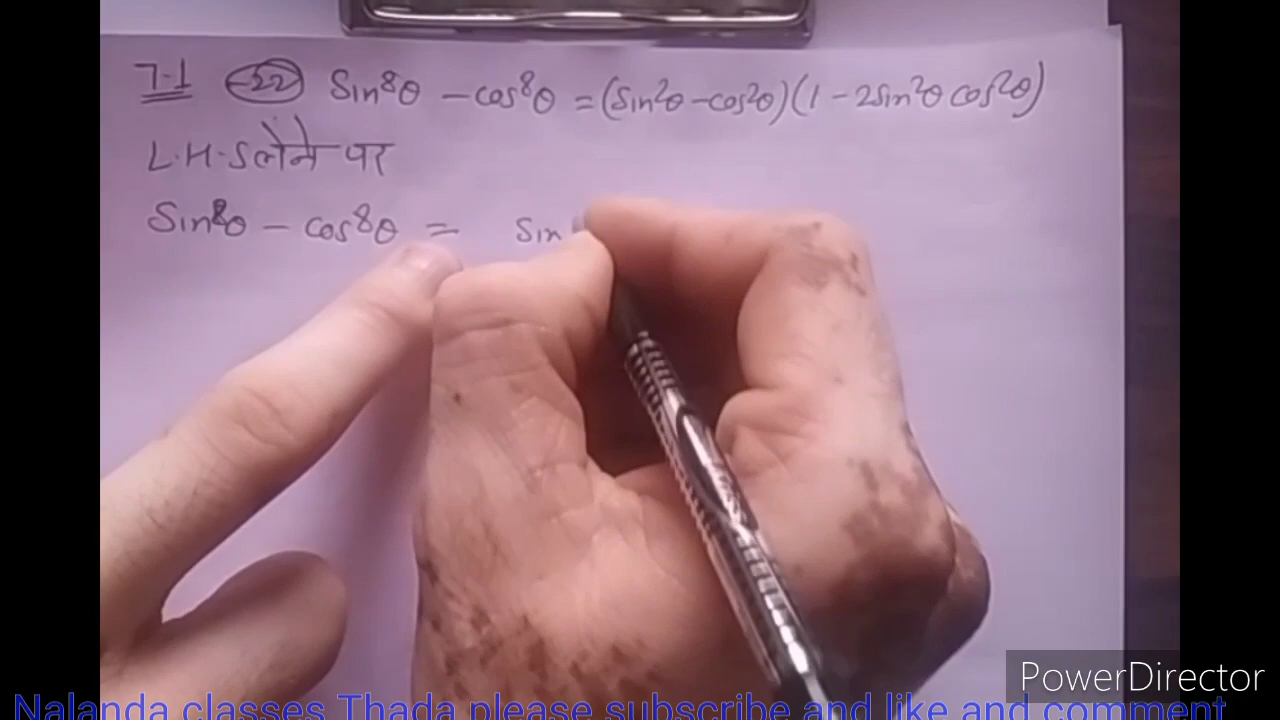 7.1 22 Sin⁸θ - cos⁸θ = (sin²θ - cos²θ)(1 - 2sin²θ cos²θ)
L.H.S लेने पर
Sin⁸θ - cos⁸θ = sin
PowerDirector
Nalanda classes Thada please subscribe and like and comment